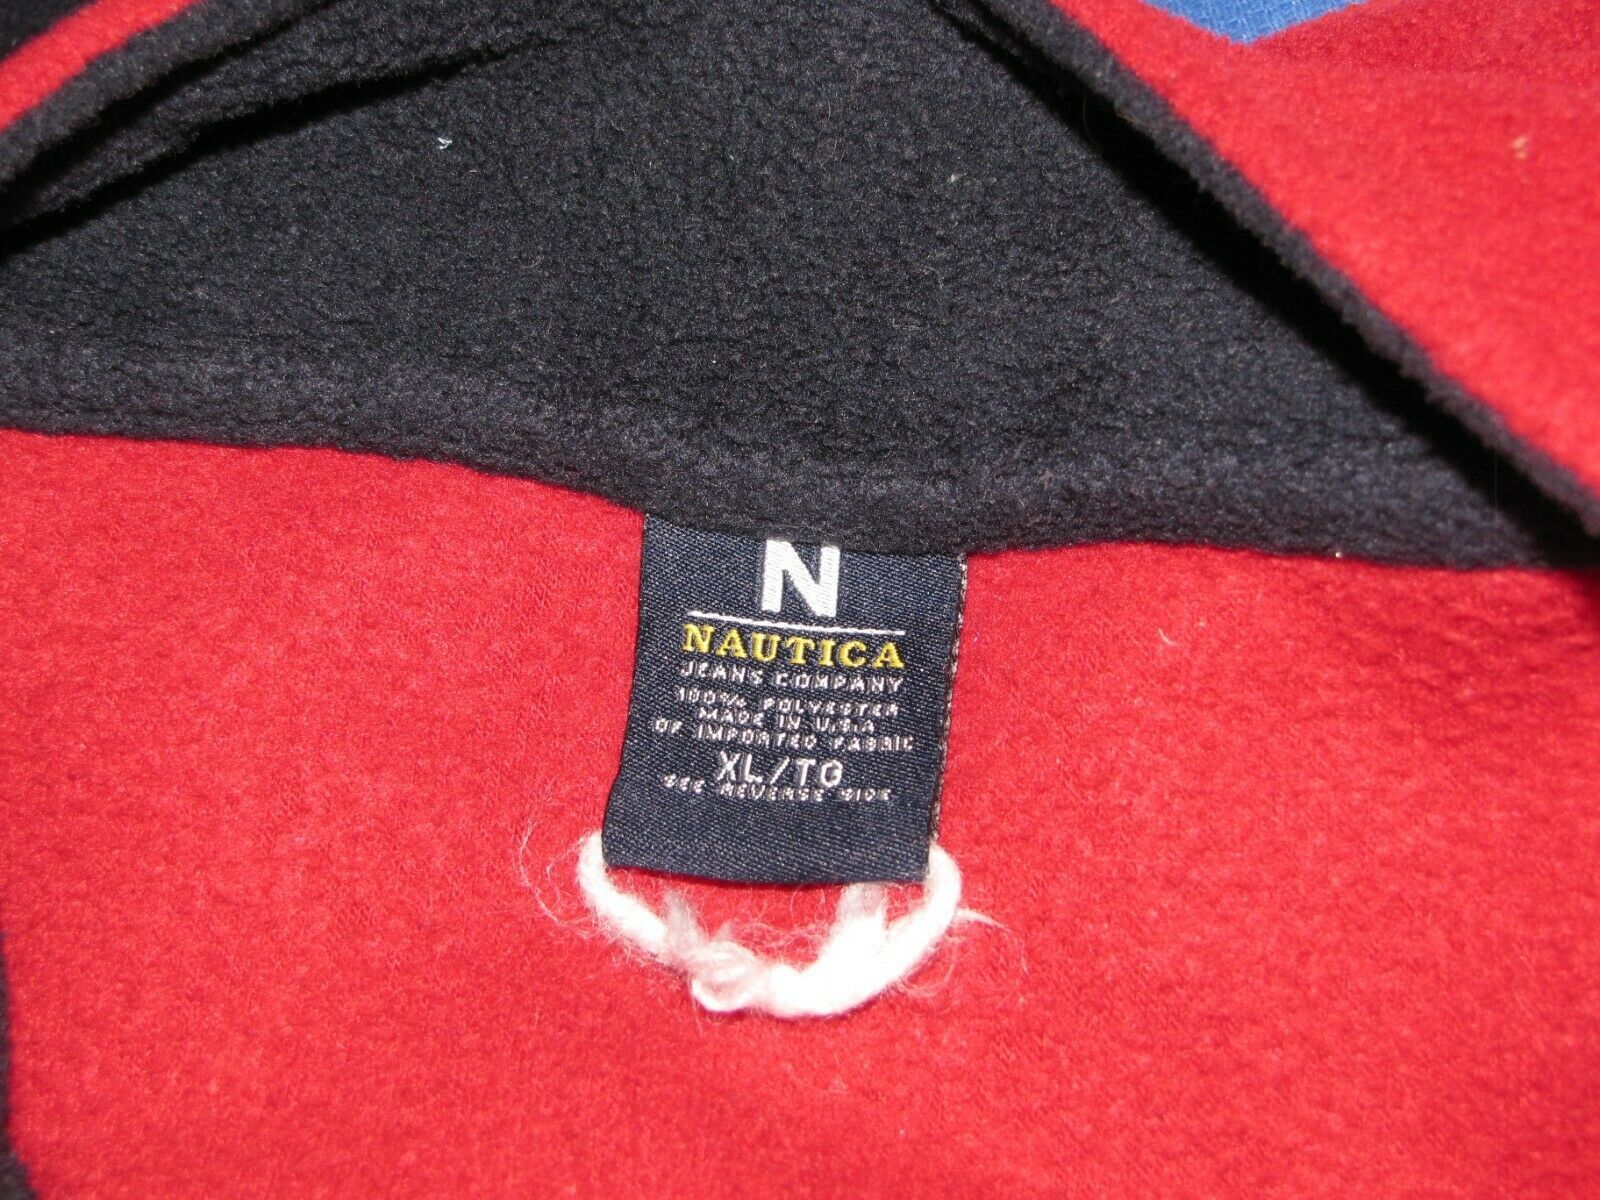 N
NAUTICA
JEANS COMPANY
100% POLYESTER
MADE IN U.S.A
OF IMPORTED FABRIC
XL/TG
SEE REVERSE SIDE